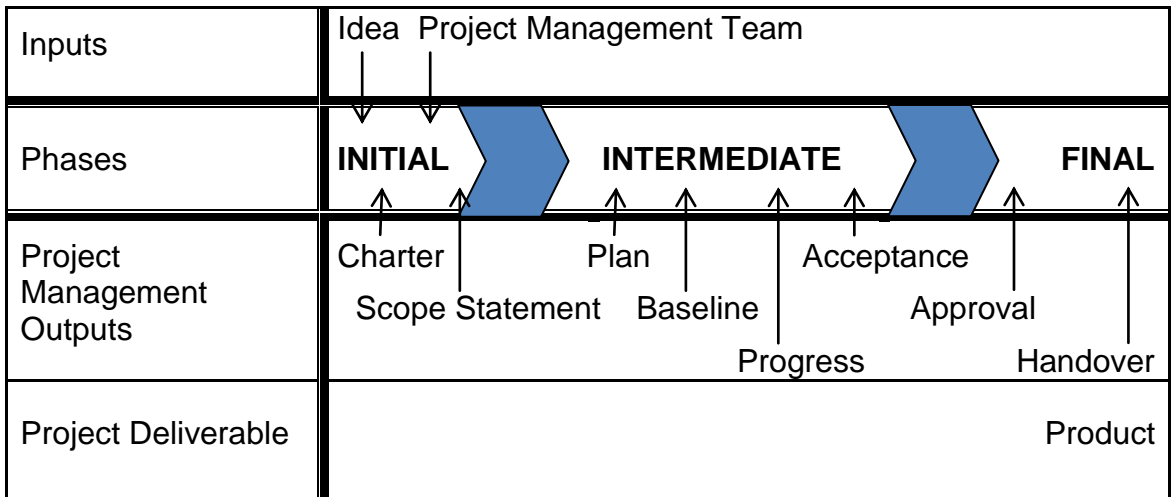 Inputs
Idea Project Management Team
Phases
INITIAL INTERMEDIATE FINAL
Project
Management
Outputs
Charter Plan Acceptance
Scope Statement Baseline Approval
Progress Handover
Project Deliverable
Product